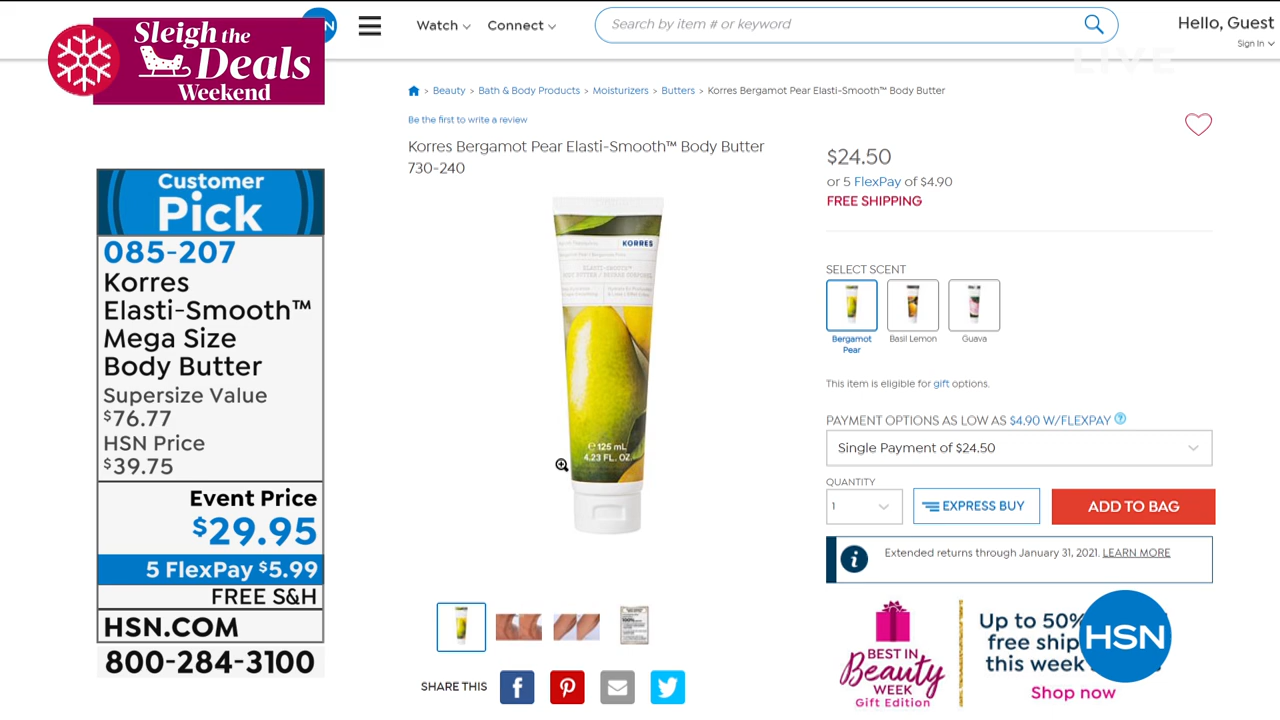 Sleigh the
Deals
Weekend
Watch
Connect
Search by item # or keyword
Hello, Guest
Sign In
LIVE
> Beauty > Bath & Body Products > Moisturizers > Butters > Korres Bergamot Pear Elasti-Smooth™ Body Butter
Be the first to write a review
Korres Bergamot Pear Elasti-Smooth™ Body Butter
730-240
Customer
Pick
085-207
Korres
Elasti-Smooth™
Mega Size
Body Butter
Supersize Value
$76.77
HSN Price
$39.75
Event Price
$29.95
5 FlexPay $5.99
FREE S&H
HSN.COM
800-284-3100
KORRES
ELASTI-SMOOTH™
℮ 125 mL
4.23 FL. OZ.
SHARE THIS
$24.50
or 5 FlexPay of $4.90
FREE SHIPPING
SELECT SCENT
Bergamot
Pear
Basil Lemon
Guava
This item is eligible for gift options.
PAYMENT OPTIONS AS LOW AS $4.90 W/FLEXPAY
Single Payment of $24.50
QUANTITY
1
EXPRESS BUY
ADD TO BAG
Extended returns through January 31, 2021. LEARN MORE
BEST IN
Beauty
WEEK
Gift Edition
Up to 50%
free ship
this week
Shop now
HSN